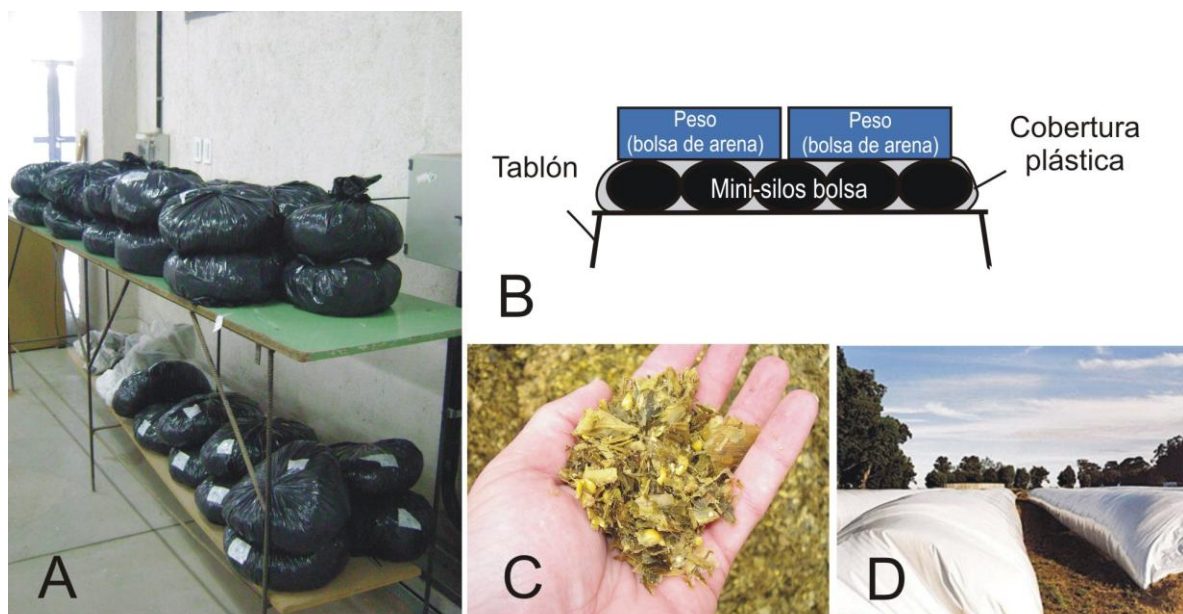 A
Peso
(bolsa de arena)
Peso
(bolsa de arena)
Cobertura
plástica
Tablón
Mini-silos bolsa
B
C
D